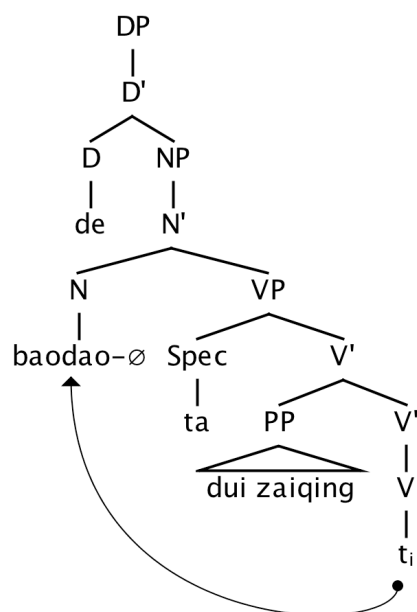 DP
D'
D NP
de N'
N VP
baodao-∅ Spec V'
ta PP V'
dui zaiqing V
tᵢ